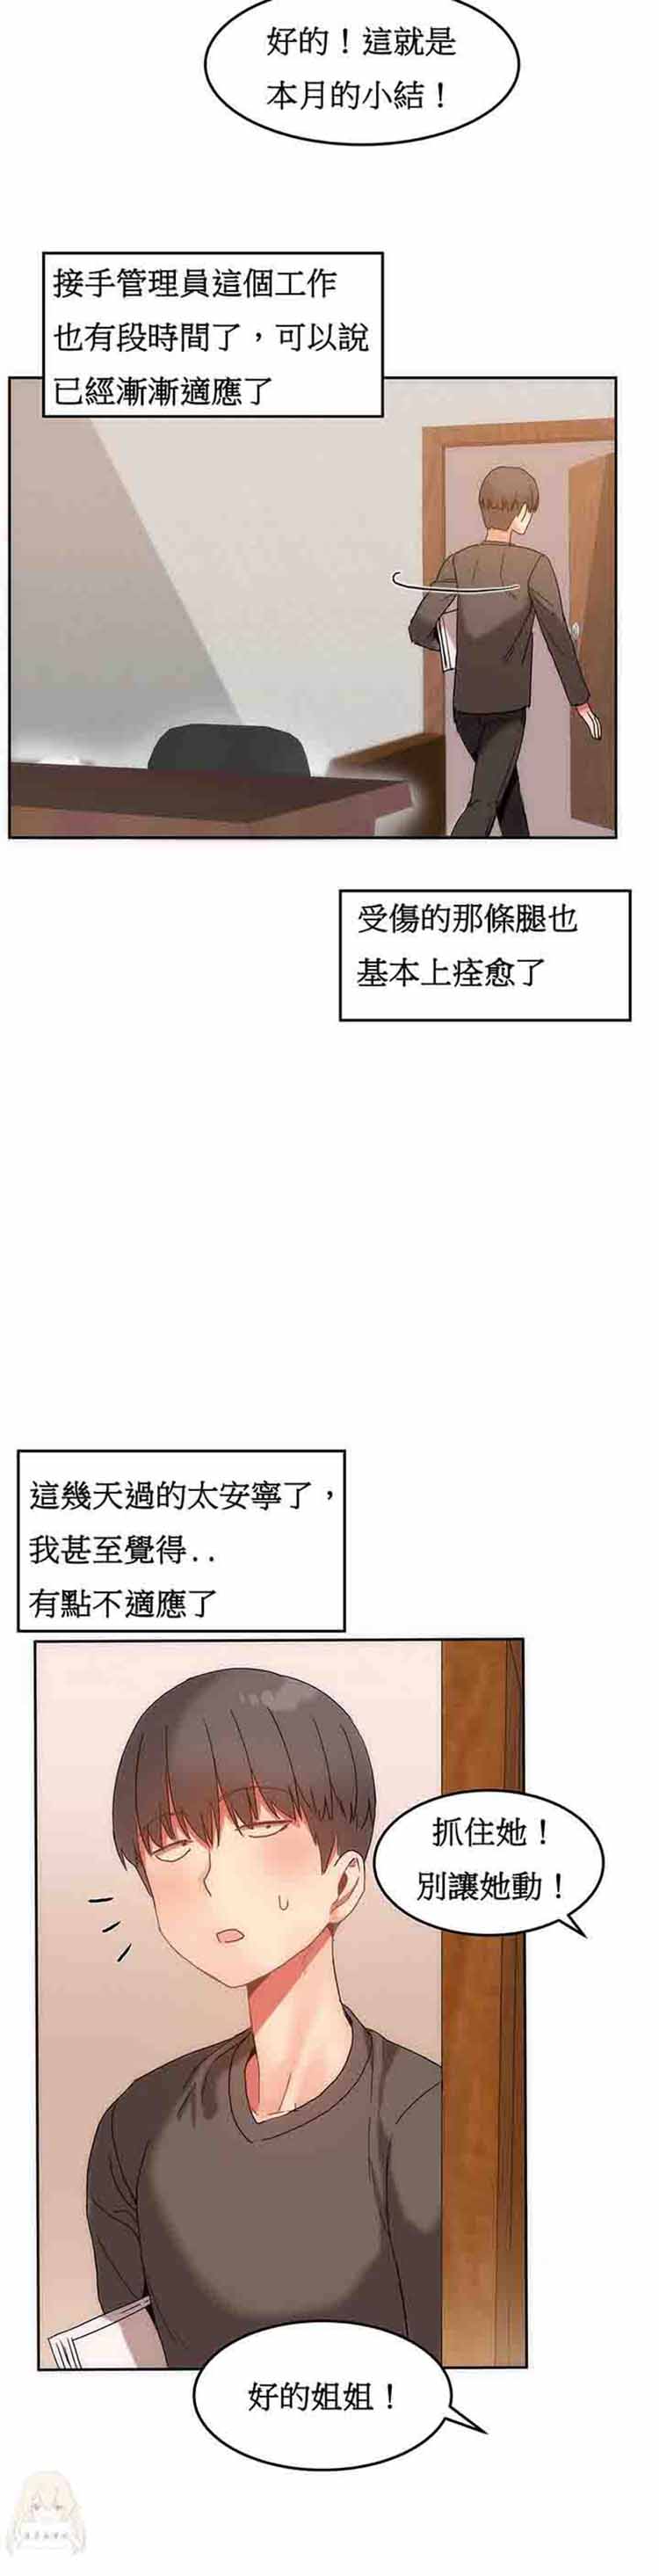 好的！這就是
本月的小結！
接手管理員這個工作
也有段時間了，可以說
已經漸漸適應了
受傷的那條腿也
基本上痊愈了
這幾天過的太安寧了，
我甚至覺得..
有點不適應了
抓住她！
別讓她動！
好的姐姐！